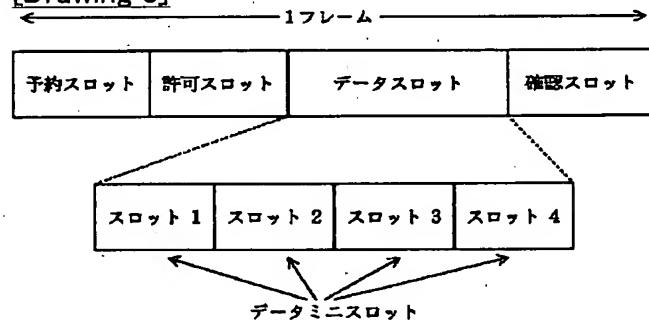 [Drawing
1フレーム
予約スロット 許可スロット データスロット 確認スロット
スロット 1 スロット 2 スロット 3 スロット 4
データミニスロット